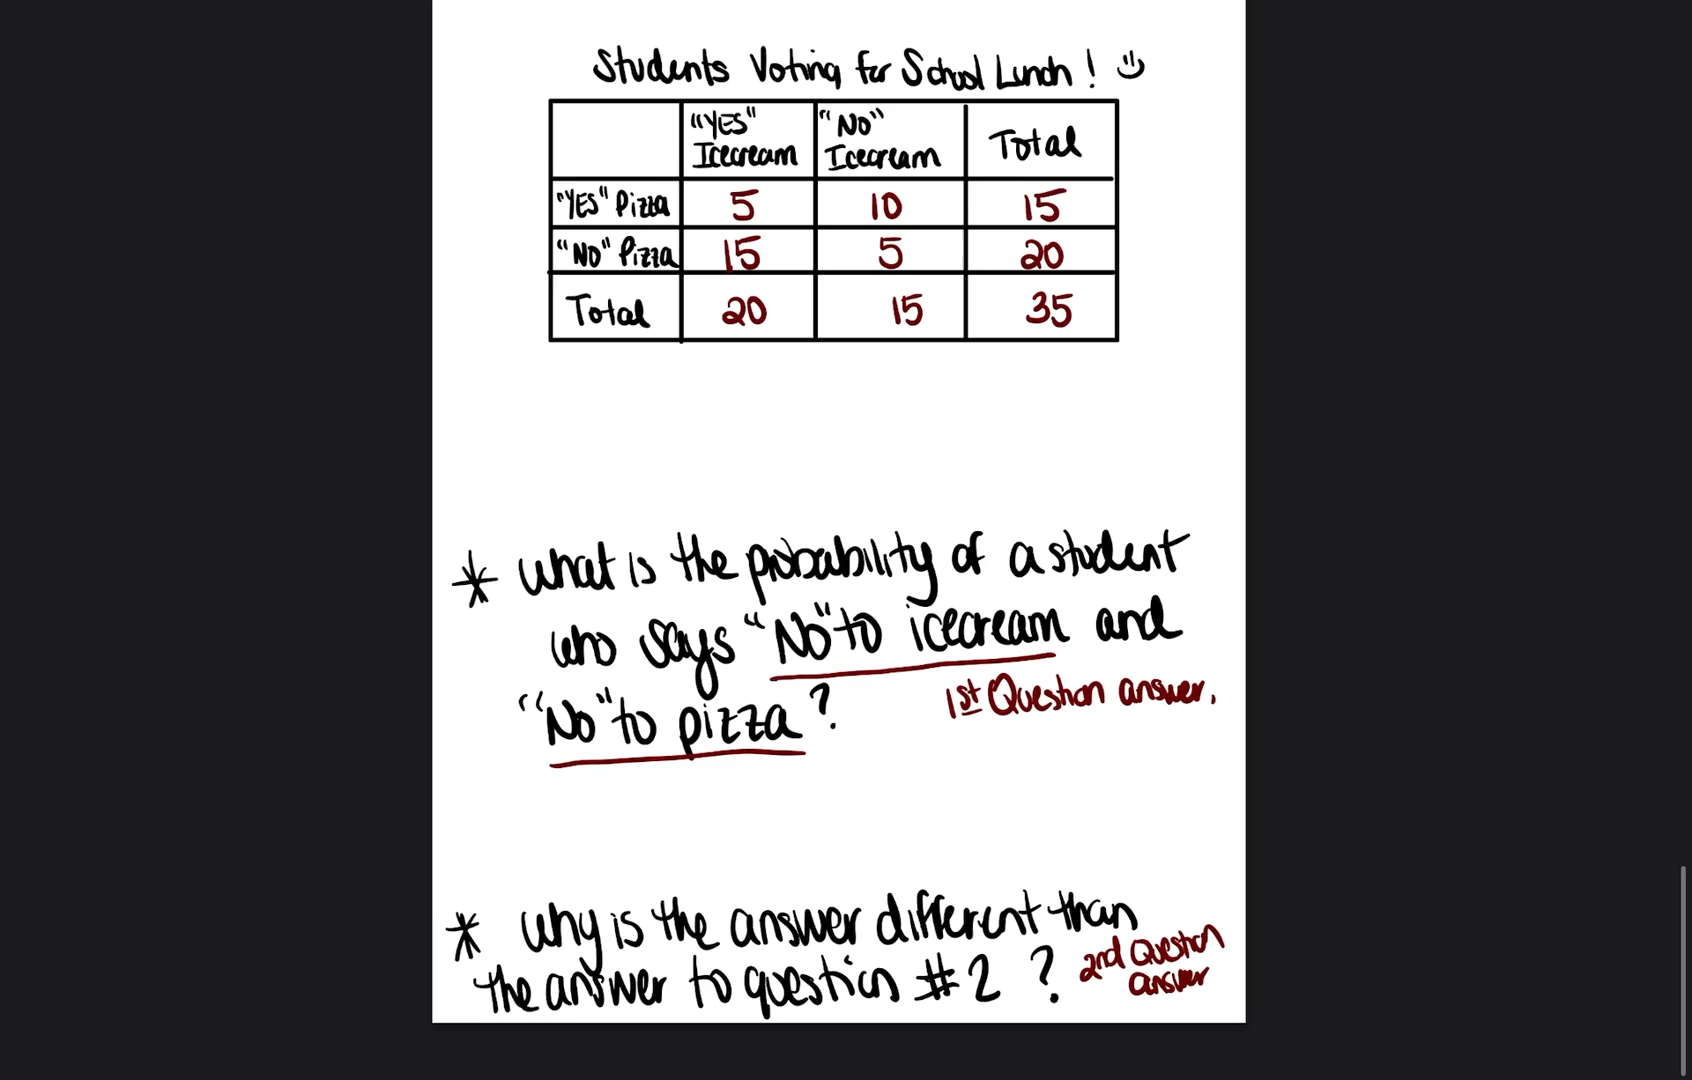 Students Voting for School Lunch!
"YES" Icecream "No" Icecream Total
"YES" Pizza 5 10 15
"NO" Pizza 15 5 20
Total 20 15 35
* what is the probability of a student
who says "No" to icecream and
"No" to pizza?
1st Question answer.
* why is the answer different than
the answer to question #2?
2nd Question
answer